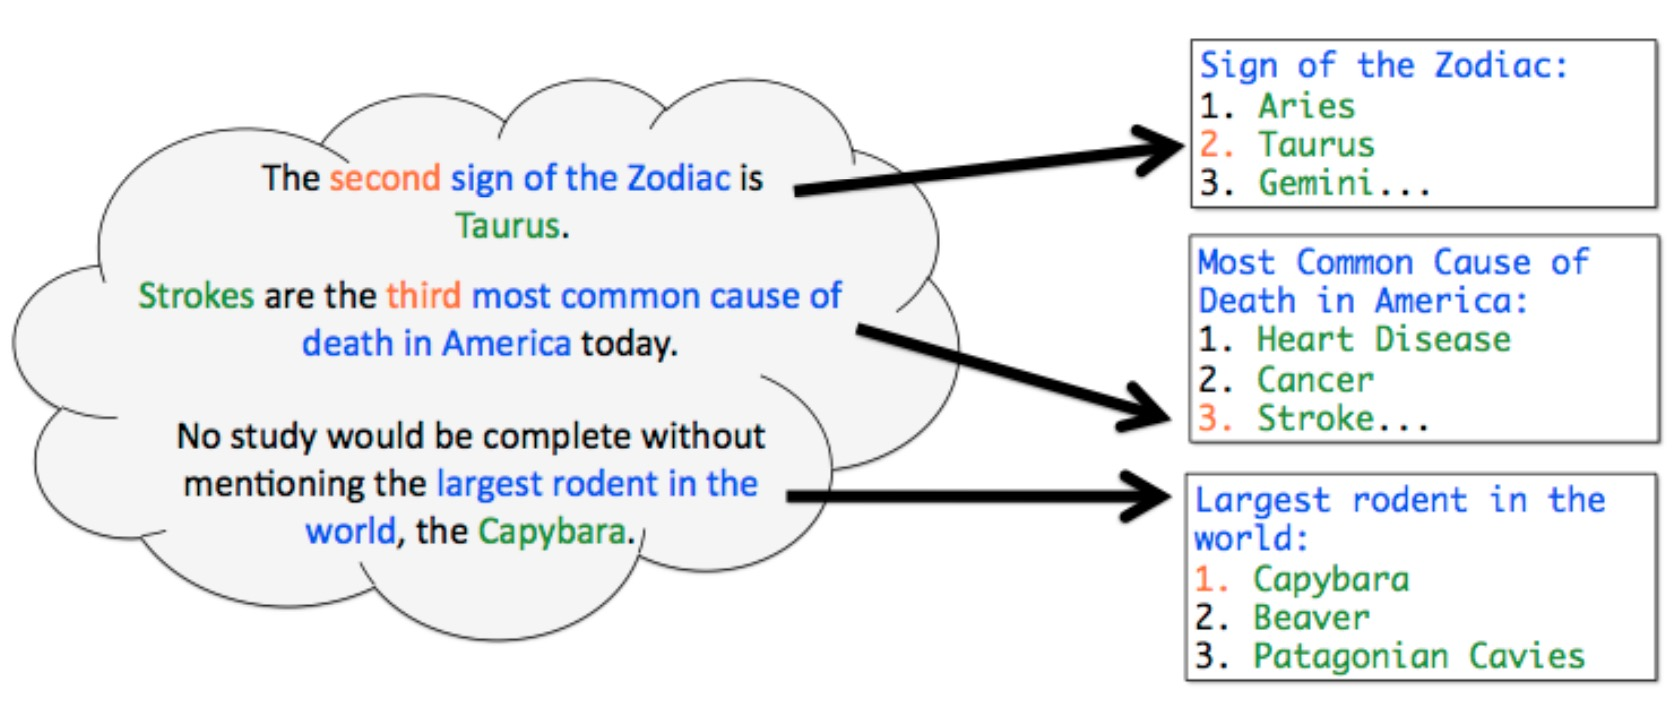 The second sign of the Zodiac is
Taurus.
Strokes are the third most common cause of
death in America today.
No study would be complete without
mentioning the largest rodent in the
world, the Capybara.
Sign of the Zodiac:
1. Aries
2. Taurus
3. Gemini...
Most Common Cause of
Death in America:
1. Heart Disease
2. Cancer
3. Stroke...
Largest rodent in the
world:
1. Capybara
2. Beaver
3. Patagonian Cavies